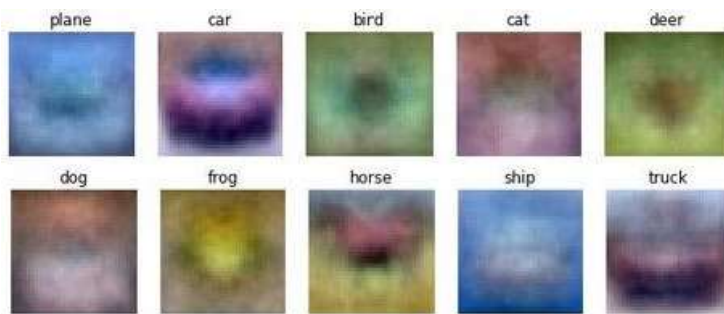 plane car bird cat deer
dog frog horse ship truck